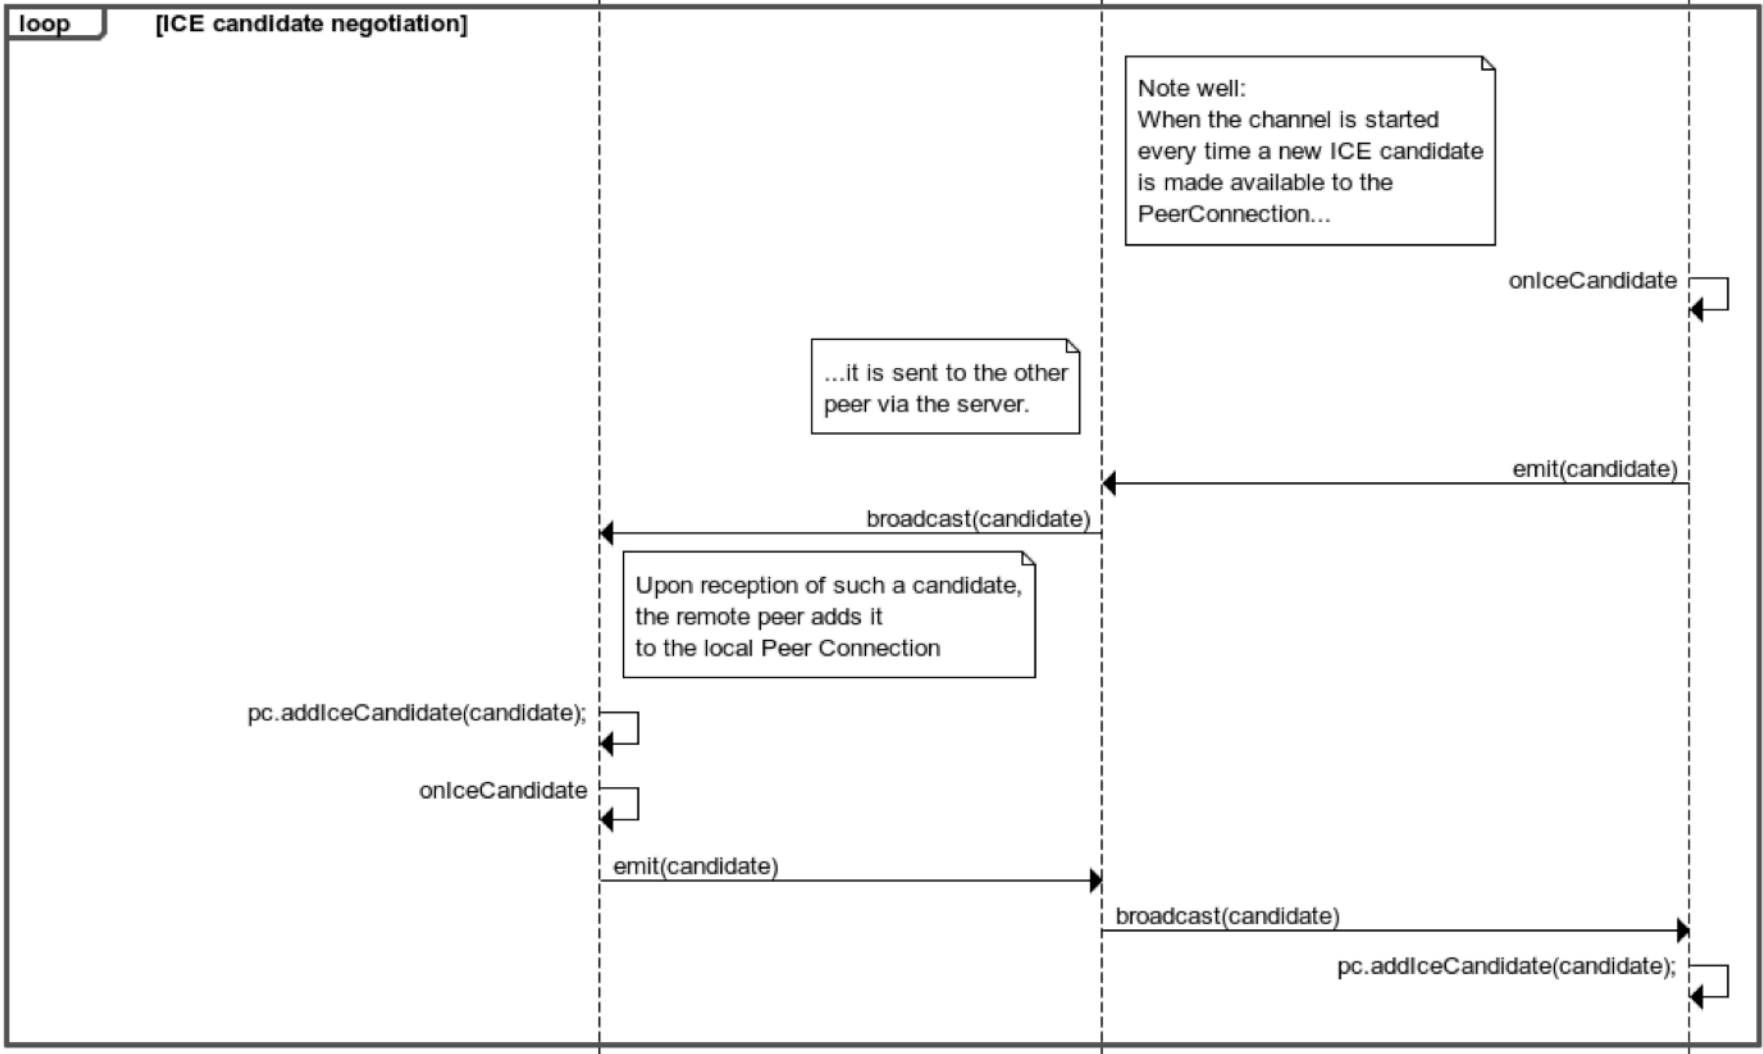 loop
[ICE candidate negotiation]
Note well:
When the channel is started
every time a new ICE candidate
is made available to the
PeerConnection...
onIceCandidate
...it is sent to the other
peer via the server.
emit(candidate)
broadcast(candidate)
Upon reception of such a candidate,
the remote peer adds it
to the local Peer Connection
pc.addIceCandidate(candidate);
onIceCandidate
emit(candidate)
broadcast(candidate)
pc.addIceCandidate(candidate);